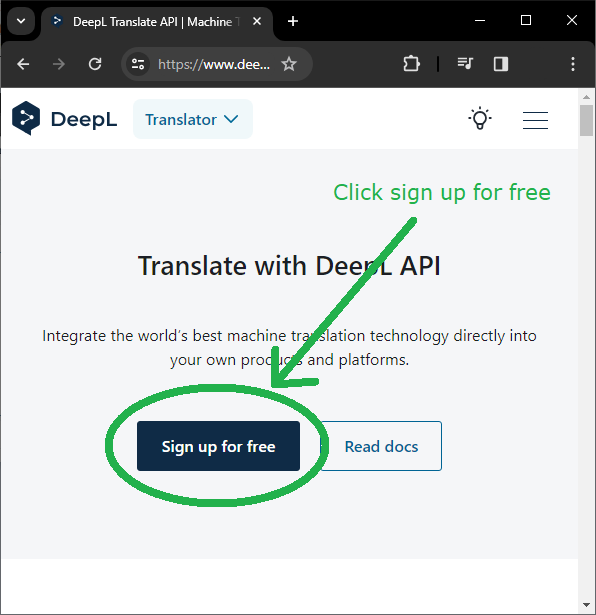 DeepL Translate API | Machine T
https://www.dee...
DeepL
Translator
Click sign up for free
Translate with DeepL API
Integrate the world's best machine translation technology directly into
your own products and platforms.
Sign up for free
Read docs